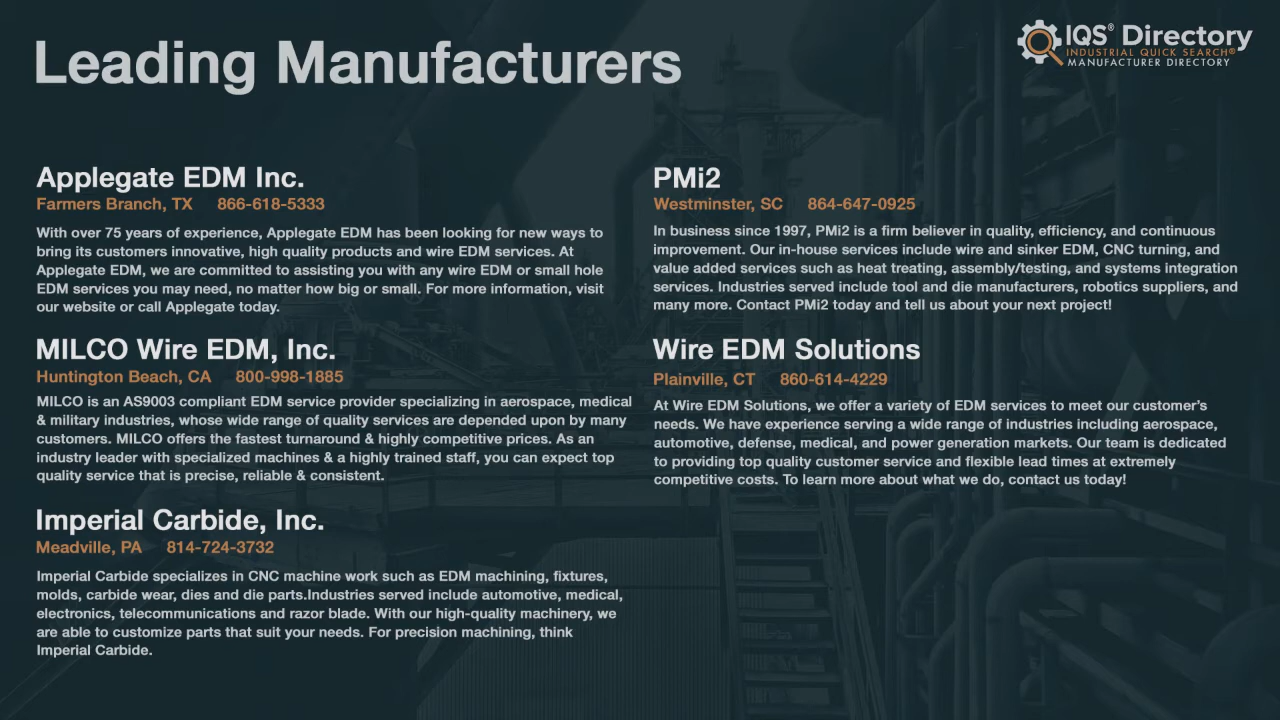 Leading Manufacturers
IQS® Directory
INDUSTRIAL QUICK SEARCH®
MANUFACTURER DIRECTORY
Applegate EDM Inc.
Farmers Branch, TX 866-618-5333
With over 75 years of experience, Applegate EDM has been looking for new ways to
bring its customers innovative, high quality products and wire EDM services. At
Applegate EDM, we are committed to assisting you with any wire EDM or small hole
EDM services you may need, no matter how big or small. For more information, visit
our website or call Applegate today.
MILCO Wire EDM, Inc.
Huntington Beach, CA 800-998-1885
MILCO is an AS9003 compliant EDM service provider specializing in aerospace, medical
& military industries, whose wide range of quality services are depended upon by many
customers. MILCO offers the fastest turnaround & highly competitive prices. As an
industry leader with specialized machines & a highly trained staff, you can expect top
quality service that is precise, reliable & consistent.
Imperial Carbide, Inc.
Meadville, PA 814-724-3732
Imperial Carbide specializes in CNC machine work such as EDM machining, fixtures,
molds, carbide wear, dies and die parts.Industries served include automotive, medical,
electronics, telecommunications and razor blade. With our high-quality machinery, we
are able to customize parts that suit your needs. For precision machining, think
Imperial Carbide.
PMi2
Westminster, SC 864-647-0925
In business since 1997, PMi2 is a firm believer in quality, efficiency, and continuous
improvement. Our in-house services include wire and sinker EDM, CNC turning, and
value added services such as heat treating, assembly/testing, and systems integration
services. Industries served include tool and die manufacturers, robotics suppliers, and
many more. Contact PMi2 today and tell us about your next project!
Wire EDM Solutions
Plainville, CT 860-614-4229
At Wire EDM Solutions, we offer a variety of EDM services to meet our customer’s
needs. We have experience serving a wide range of industries including aerospace,
automotive, defense, medical, and power generation markets. Our team is dedicated
to providing top quality customer service and flexible lead times at extremely
competitive costs. To learn more about what we do, contact us today!